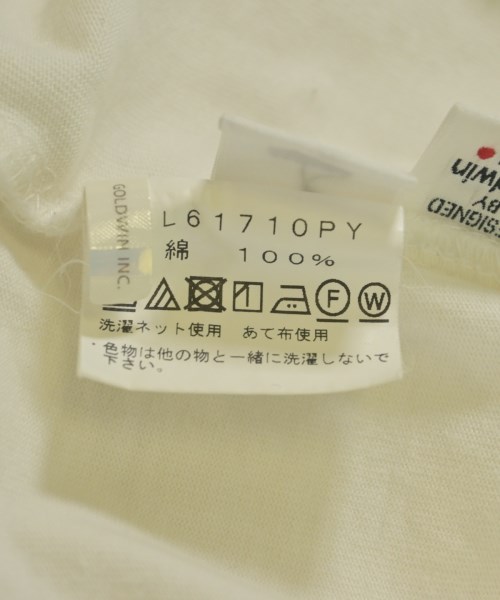 GOLDWIN INC.
L61710PY
綿 100%
F W
洗濯ネット使用 あて布使用
・色物は他の物と一緒に洗濯しないで
下さい。
DESIGNED
BY